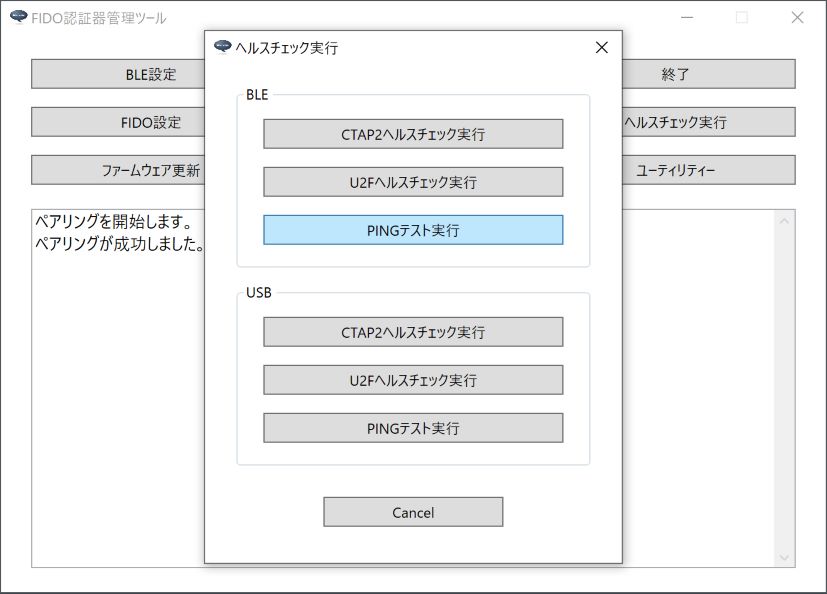 FIDO認証器管理ツール
ヘルスチェック実行
BLE設定
終了
FIDO設定
ヘルスチェック実行
ファームウェア更新
ユーティリティー
ペアリングを開始します。
ペアリングが成功しました。
BLE
CTAP2ヘルスチェック実行
U2Fヘルスチェック実行
PINGテスト実行
USB
CTAP2ヘルスチェック実行
U2Fヘルスチェック実行
PINGテスト実行
Cancel